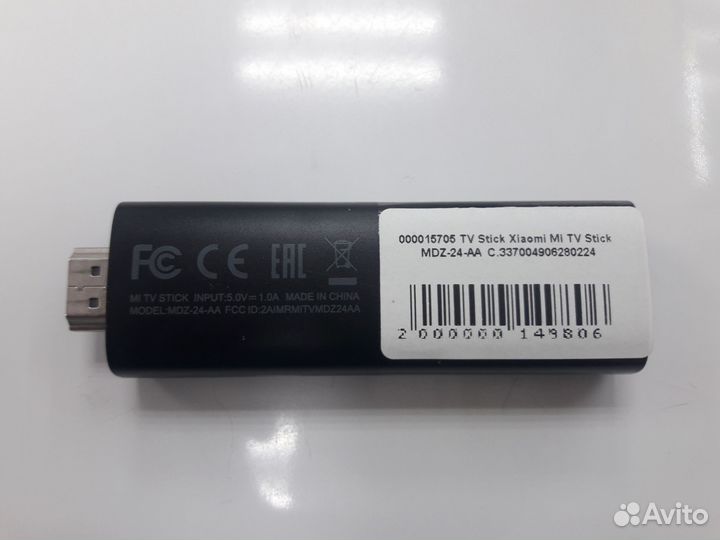 FC CE EAC
MI TV STICK INPUT:5.0V⎓1.0A MADE IN CHINA
MODEL:MDZ-24-AA FCC ID:2AIMRMITVMDZ24AA
000015705 TV Stick Xiaomi Mi TV Stick
MDZ-24-AA C.337004906280224
2 000000 149806
Avito